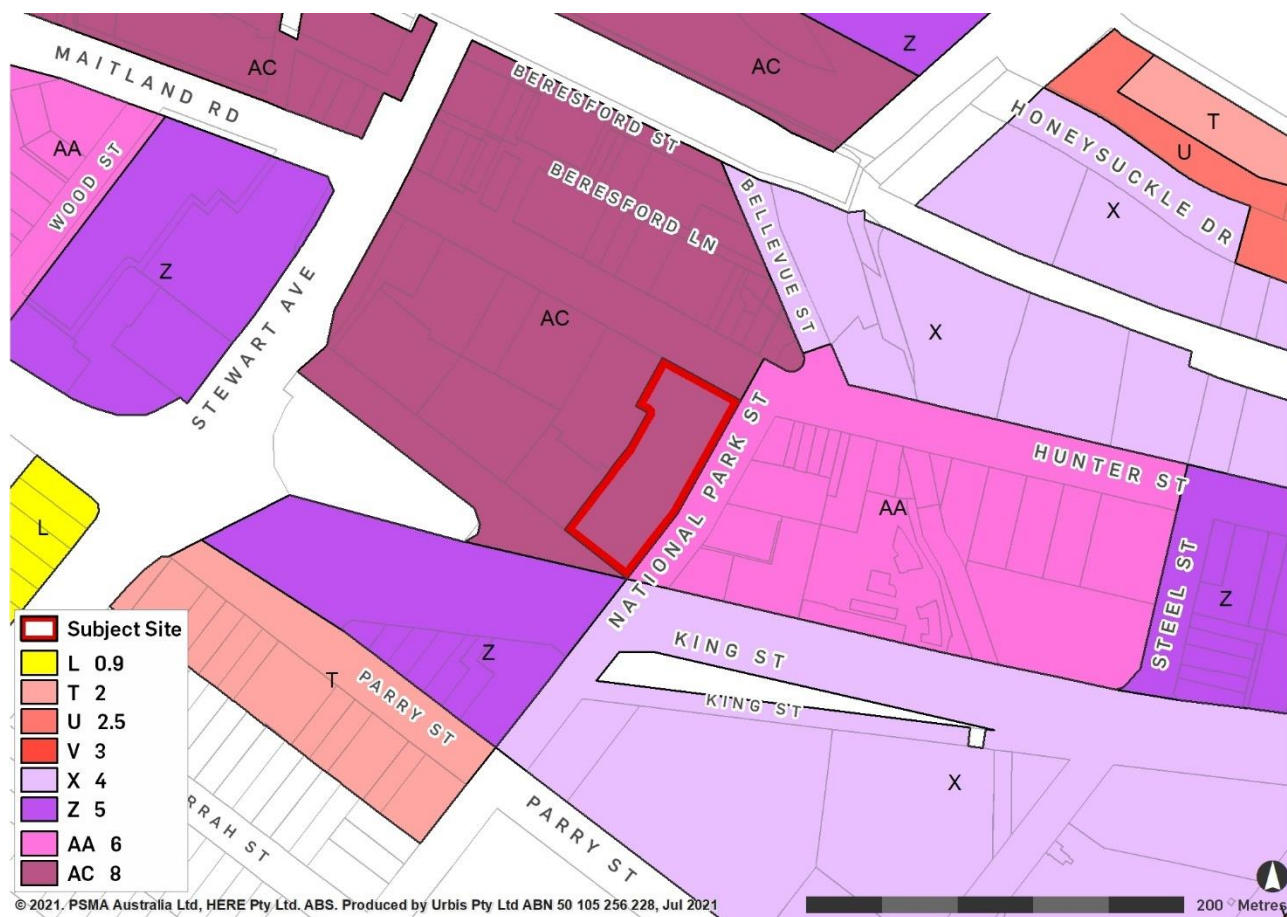 MAITLAND RD
AC
Z
AC
BERESFORD ST
HONEYSUCKLE DR
T
U
AA
WOOD ST
BERESFORD LN
BELLEVUE ST
X
Z
STEWART AVE
AC
X
NATIONAL PARK ST
HUNTER ST
AA
L
STEEL ST
Z
KING ST
Z
T
PARRY ST
KING ST
X
PARRY ST
RRAH ST
Subject Site
L 0.9
T 2
U 2.5
V 3
X 4
Z 5
AA 6
AC 8
© 2021. PSMA Australia Ltd, HERE Pty Ltd. ABS. Produced by Urbis Pty Ltd ABN 50 105 256 228, Jul 2021
200 Metres